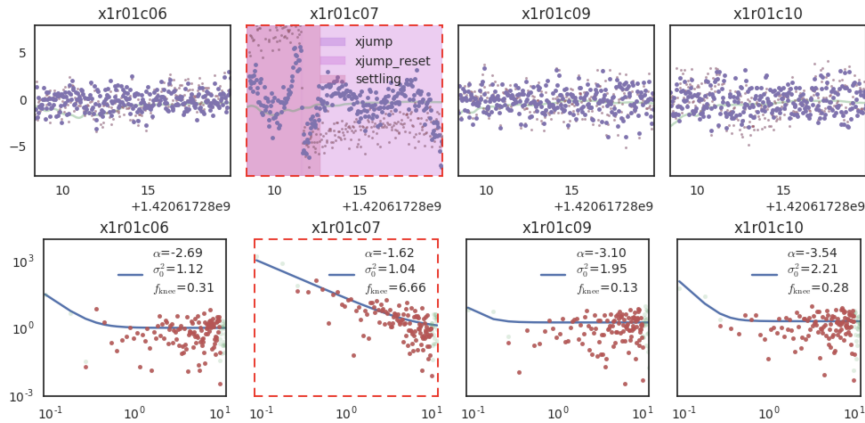 x1r01c06 x1r01c07 x1r01c09 x1r01c10
xjump
xjump_reset
settling
5
0
−5
10 15 10 15 10 15 10 15
+1.42061728e9 +1.42061728e9 +1.42061728e9 +1.42061728e9
x1r01c06 x1r01c07 x1r01c09 x1r01c10
α=-2.69 α=-1.62 α=-3.10 α=-3.54
σ₀²=1.12 σ₀²=1.04 σ₀²=1.95 σ₀²=2.21
f_knee=0.31 f_knee=6.66 f_knee=0.13 f_knee=0.28
10³
10⁰
10⁻³
10⁻¹ 10⁰ 10¹ 10⁻¹ 10⁰ 10¹ 10⁻¹ 10⁰ 10¹ 10⁻¹ 10⁰ 10¹